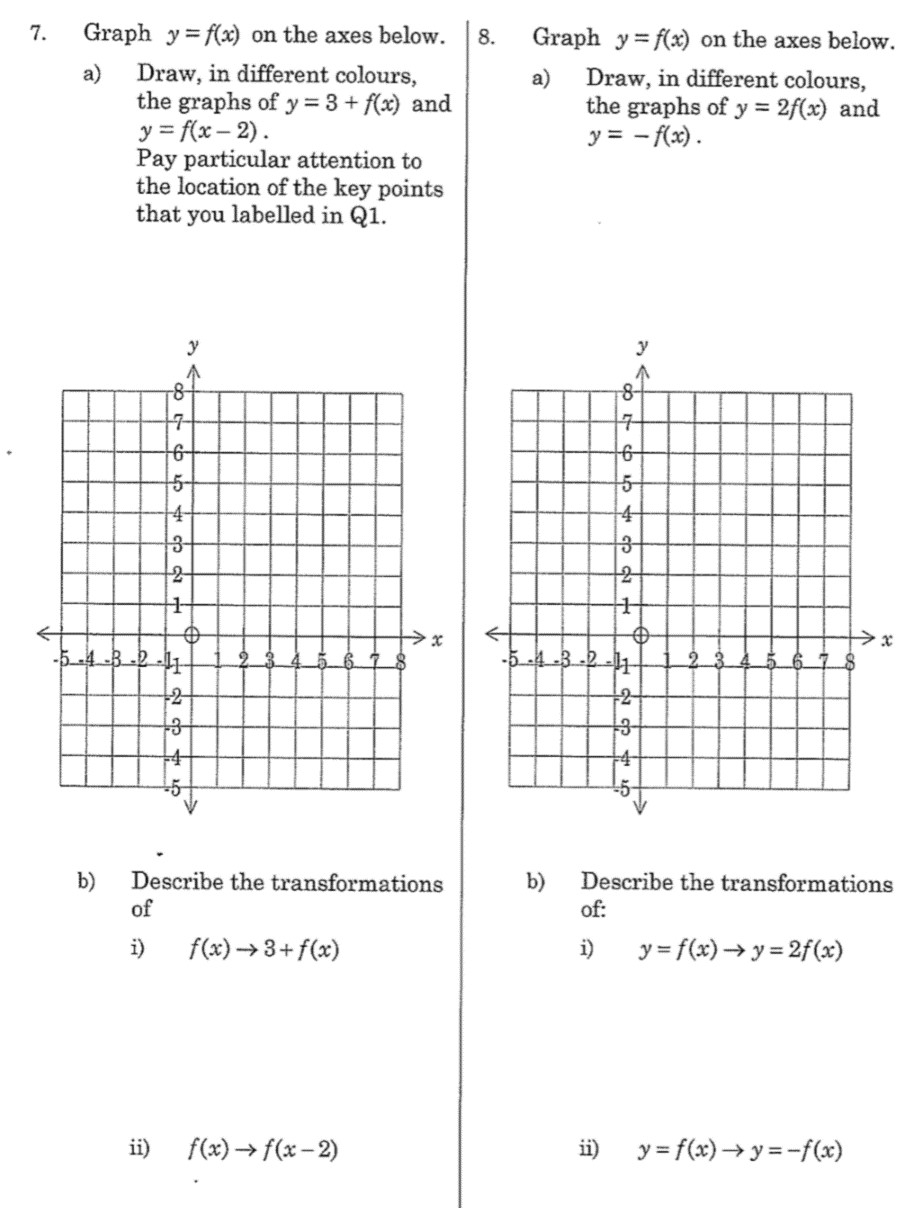 7. Graph y = f(x) on the axes below.
a) Draw, in different colours,
the graphs of y = 3 + f(x) and
y = f(x – 2) .
Pay particular attention to
the location of the key points
that you labelled in Q1.
y
8
7
6
5
4
3
2
1
x
-5 -4 -3 -2 -1 1 2 3 4 5 6 7 8
-1
-2
-3
-4
-5
b) Describe the transformations
of
i) f(x) → 3 + f(x)
ii) f(x) → f(x – 2)
8. Graph y = f(x) on the axes below.
a) Draw, in different colours,
the graphs of y = 2f(x) and
y = – f(x) .
y
8
7
6
5
4
3
2
1
x
-5 -4 -3 -2 -1 1 2 3 4 5 6 7 8
-1
-2
-3
-4
-5
b) Describe the transformations
of:
i) y = f(x) → y = 2f(x)
ii) y = f(x) → y = –f(x)